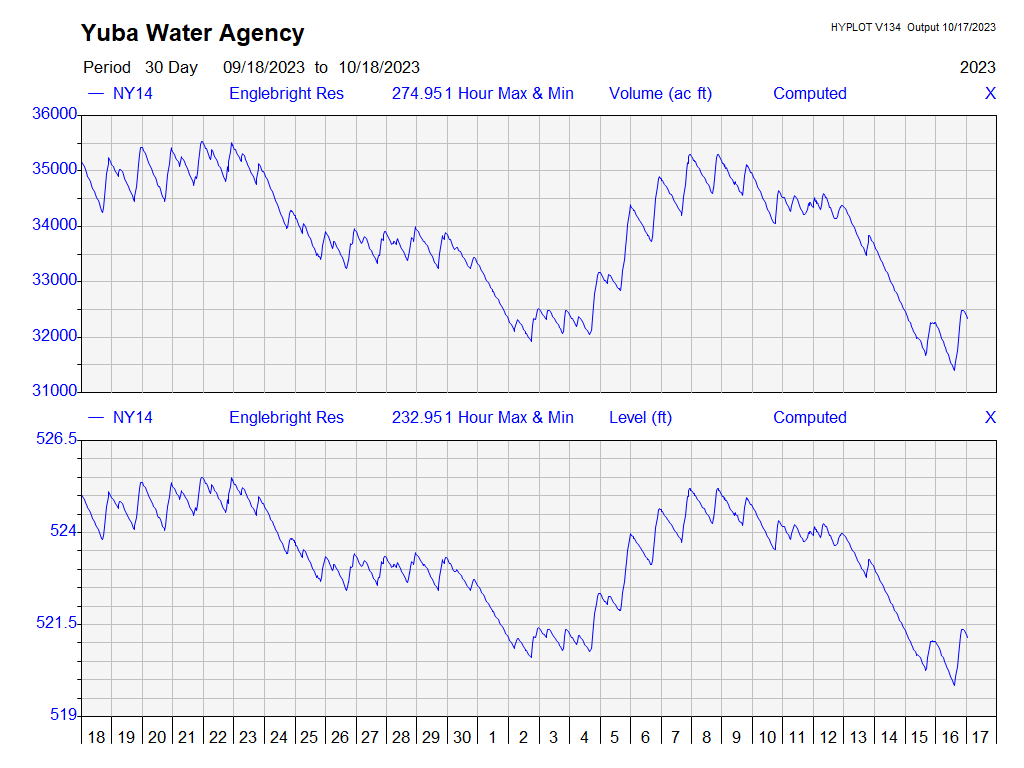 Yuba Water Agency
HYPLOT V134 Output 10/17/2023
Period 30 Day 09/18/2023 to 10/18/2023 2023
NY14 Englebright Res 274.951 Hour Max & Min Volume (ac ft) Computed X
36000
35000
34000
33000
32000
31000
NY14 Englebright Res 232.951 Hour Max & Min Level (ft) Computed X
526.5
524
521.5
519
18 19 20 21 22 23 24 25 26 27 28 29 30 1 2 3 4 5 6 7 8 9 10 11 12 13 14 15 16 17